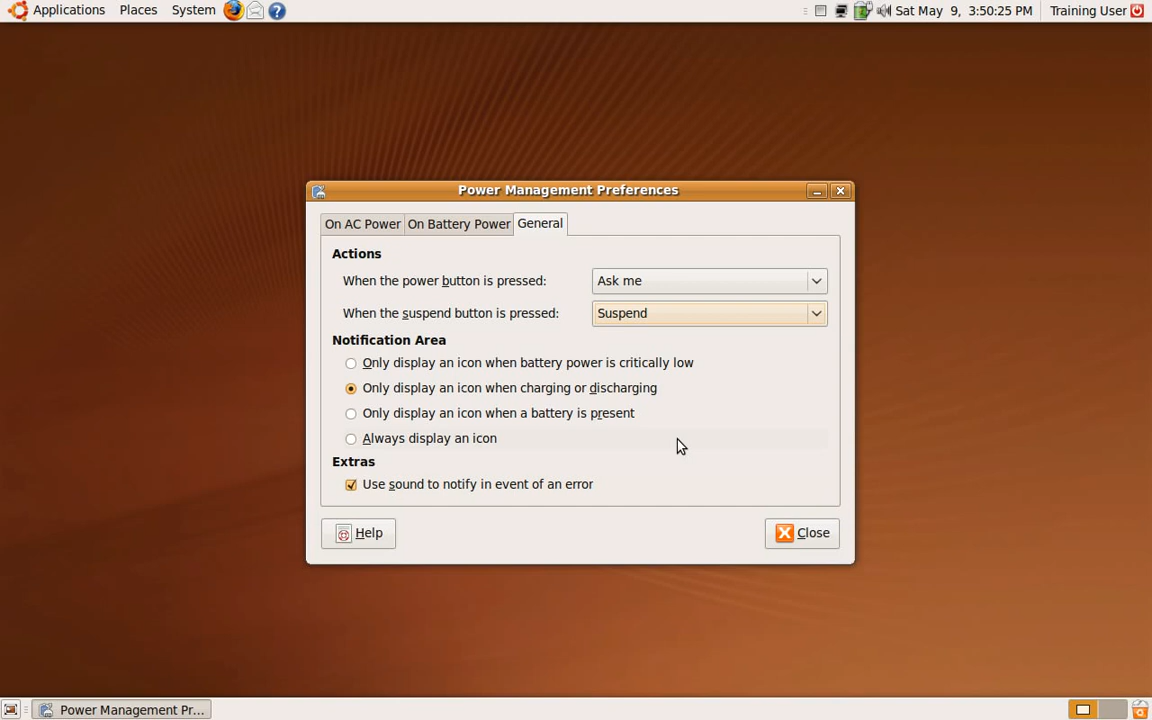 Applications Places System Sat May 9, 3:50:25 PM Training User
Power Management Preferences
On AC Power On Battery Power General
Actions
When the power button is pressed: Ask me
When the suspend button is pressed: Suspend
Notification Area
Only display an icon when battery power is critically low
Only display an icon when charging or discharging
Only display an icon when a battery is present
Always display an icon
Extras
Use sound to notify in event of an error
Help Close
Power Management Pr...